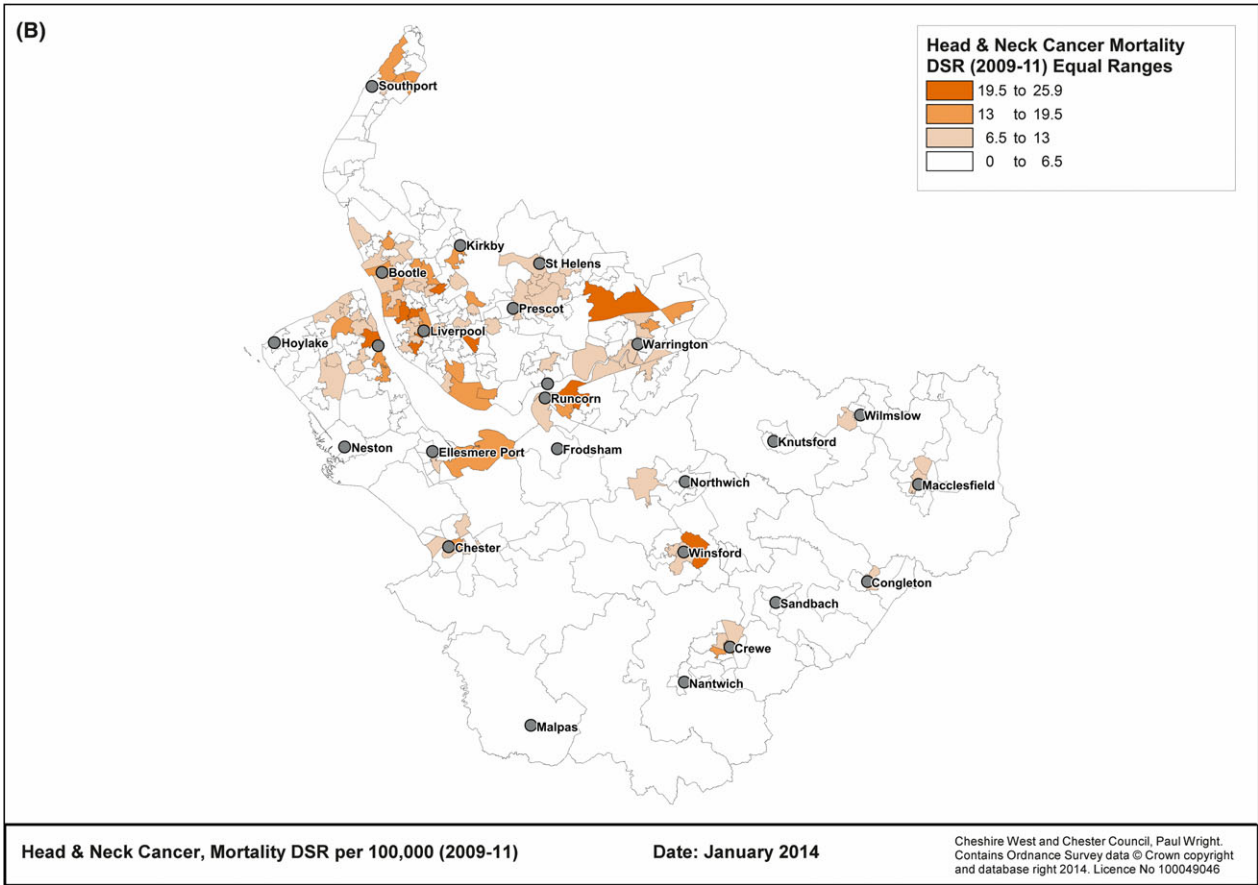 (B)
Head & Neck Cancer Mortality
DSR (2009-11) Equal Ranges
19.5 to 25.9
13 to 19.5
6.5 to 13
0 to 6.5
Southport
Kirkby
St Helens
Bootle
Prescot
Liverpool
Hoylake
Warrington
Runcorn
Wilmslow
Knutsford
Neston
Ellesmere Port
Frodsham
Northwich
Macclesfield
Chester
Winsford
Congleton
Sandbach
Crewe
Nantwich
Malpas
Head & Neck Cancer, Mortality DSR per 100,000 (2009-11)
Date: January 2014
Cheshire West and Chester Council, Paul Wright.
Contains Ordnance Survey data © Crown copyright
and database right 2014. Licence No 100049046